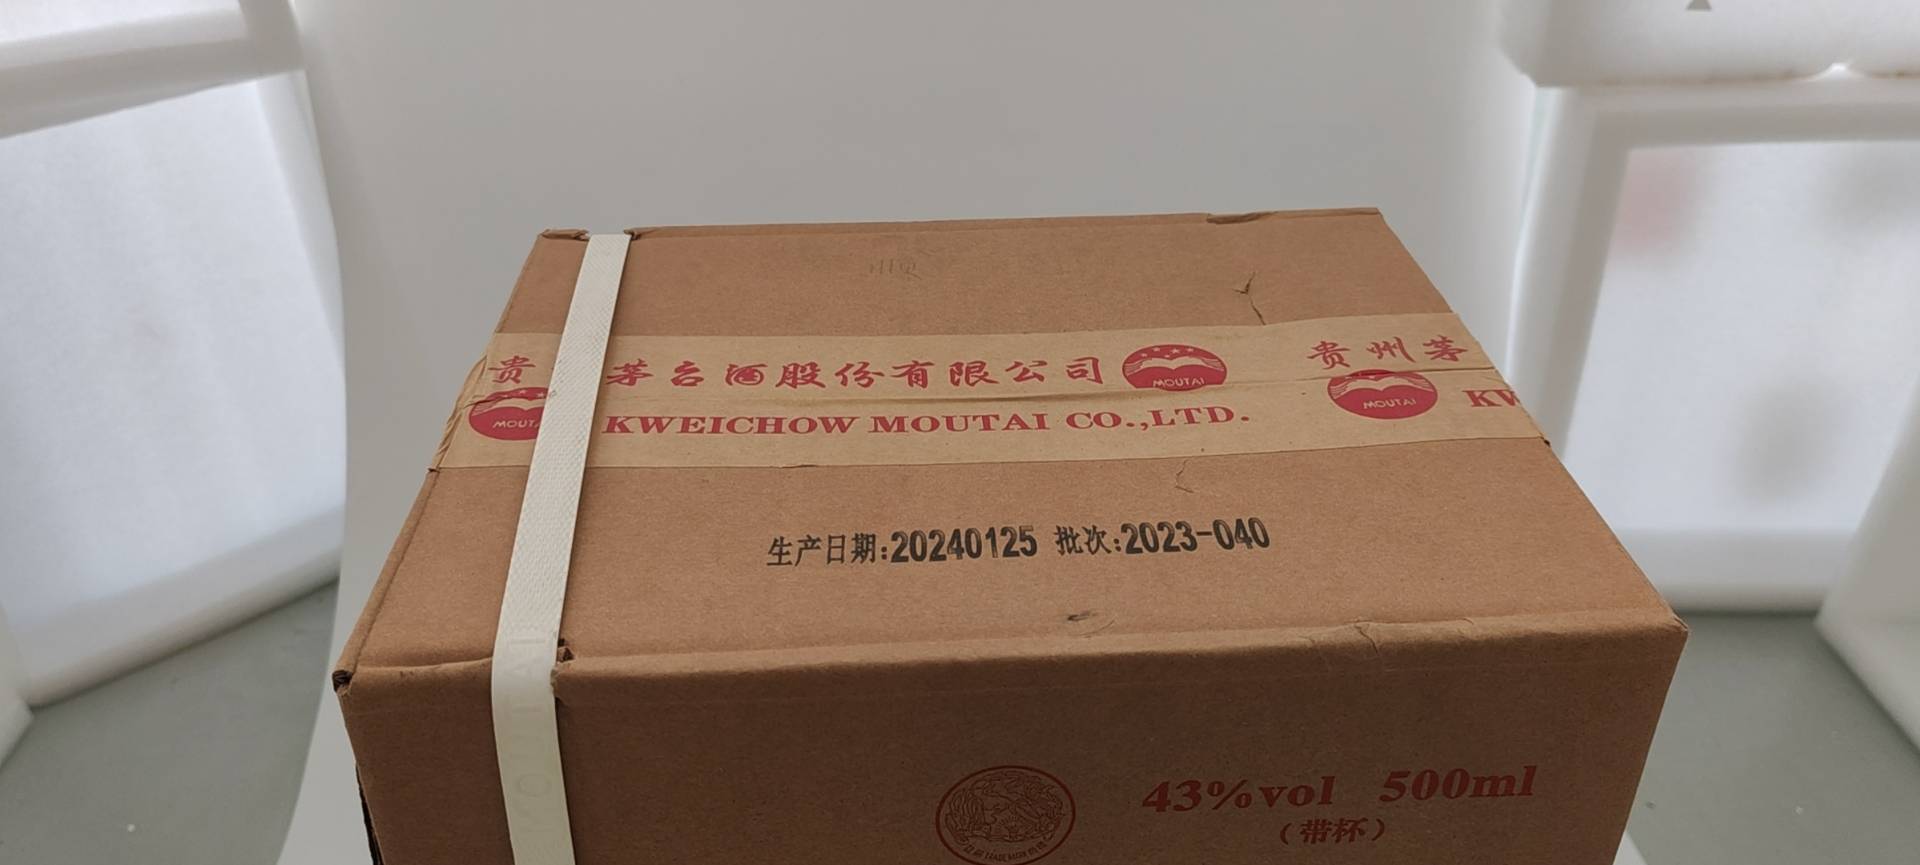 贵 茅台酒股份有限公司 MOUTAI 贵州茅
KWEICHOW MOUTAI CO.,LTD. MOUTAI KW
生产日期:20240125 批次:2023-040
43%vol 500ml
(带杯)